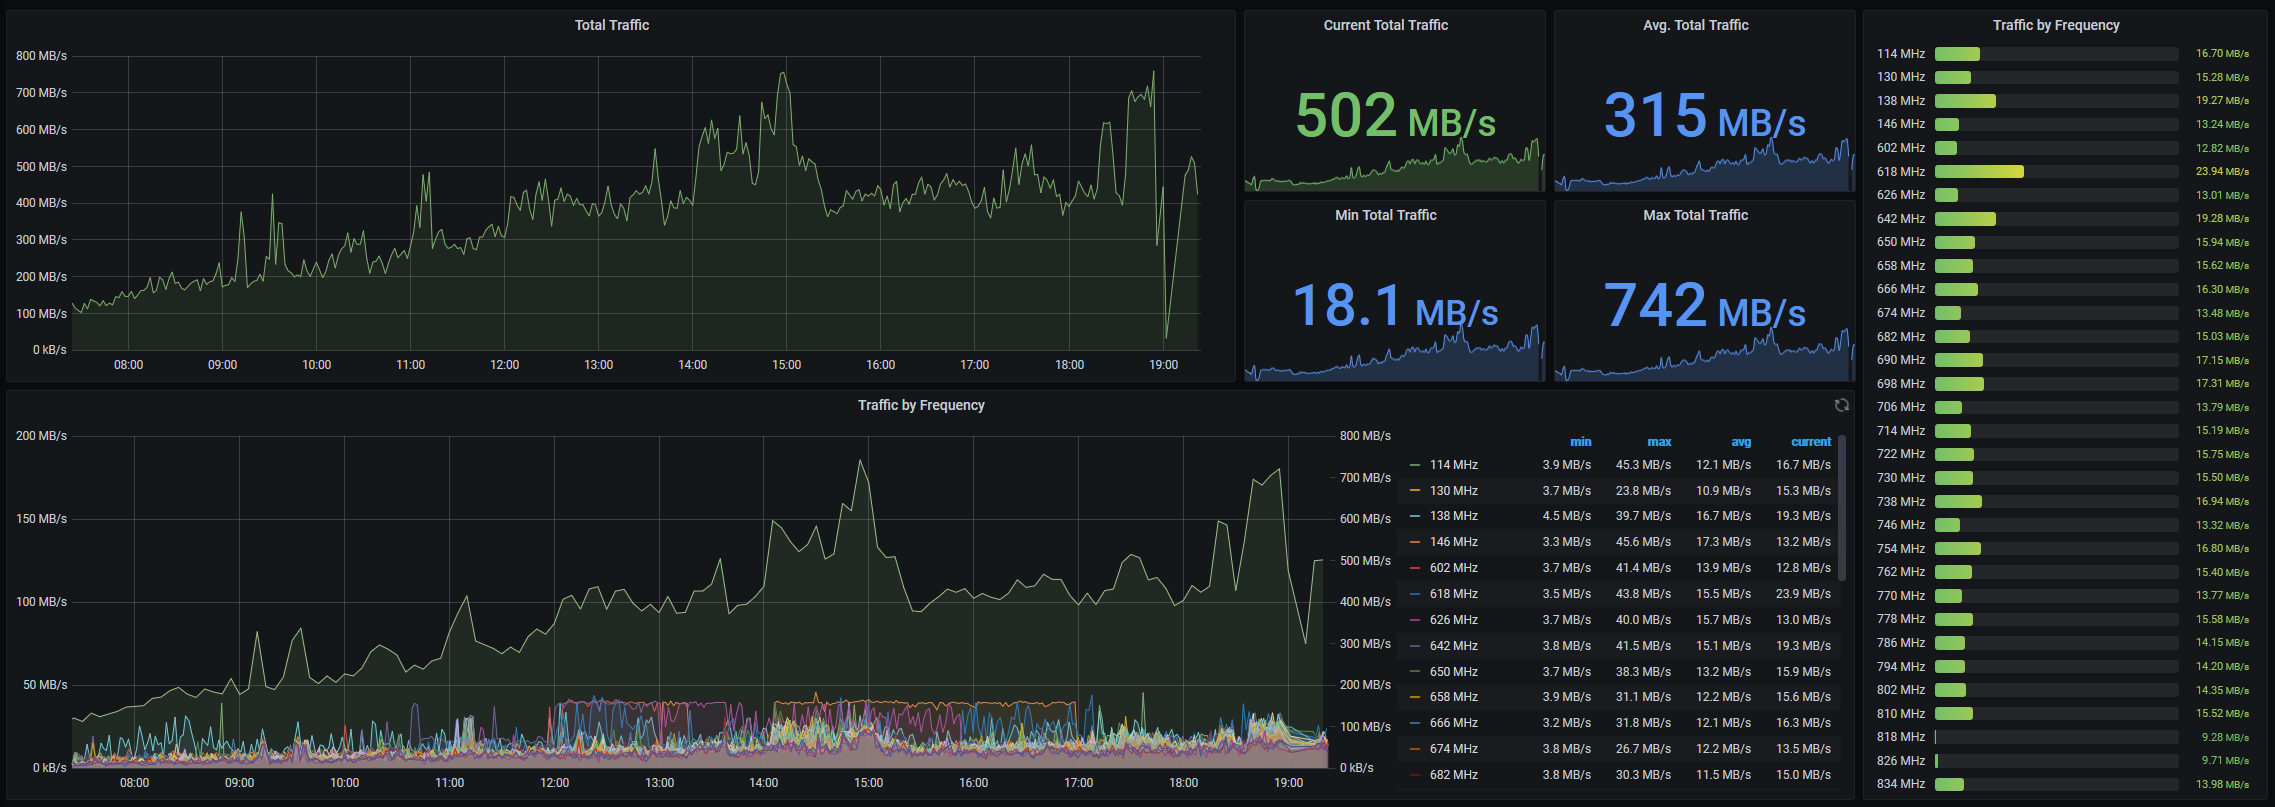 Total Traffic
800 MB/s
700 MB/s
600 MB/s
500 MB/s
400 MB/s
300 MB/s
200 MB/s
100 MB/s
0 kB/s
08:00 09:00 10:00 11:00 12:00 13:00 14:00 15:00 16:00 17:00 18:00 19:00
Current Total Traffic
502 MB/s
Avg. Total Traffic
315 MB/s
Min Total Traffic
18.1 MB/s
Max Total Traffic
742 MB/s
Traffic by Frequency
200 MB/s
150 MB/s
100 MB/s
50 MB/s
0 kB/s
800 MB/s
700 MB/s
600 MB/s
500 MB/s
400 MB/s
300 MB/s
200 MB/s
100 MB/s
0 kB/s
08:00 09:00 10:00 11:00 12:00 13:00 14:00 15:00 16:00 17:00 18:00 19:00
min max avg current
114 MHz 3.9 MB/s 45.3 MB/s 12.1 MB/s 16.7 MB/s
130 MHz 3.7 MB/s 23.8 MB/s 10.9 MB/s 15.3 MB/s
138 MHz 4.5 MB/s 39.7 MB/s 16.7 MB/s 19.3 MB/s
146 MHz 3.3 MB/s 45.6 MB/s 17.3 MB/s 13.2 MB/s
602 MHz 3.7 MB/s 41.4 MB/s 13.9 MB/s 12.8 MB/s
618 MHz 3.5 MB/s 43.8 MB/s 15.5 MB/s 23.9 MB/s
626 MHz 3.7 MB/s 40.0 MB/s 15.7 MB/s 13.0 MB/s
642 MHz 3.8 MB/s 41.5 MB/s 15.1 MB/s 19.3 MB/s
650 MHz 3.7 MB/s 38.3 MB/s 13.2 MB/s 15.9 MB/s
658 MHz 3.9 MB/s 31.1 MB/s 12.2 MB/s 15.6 MB/s
666 MHz 3.2 MB/s 31.8 MB/s 12.1 MB/s 16.3 MB/s
674 MHz 3.8 MB/s 26.7 MB/s 12.2 MB/s 13.5 MB/s
682 MHz 3.8 MB/s 30.3 MB/s 11.5 MB/s 15.0 MB/s
Traffic by Frequency
114 MHz 16.70 MB/s
130 MHz 15.28 MB/s
138 MHz 19.27 MB/s
146 MHz 13.24 MB/s
602 MHz 12.82 MB/s
618 MHz 23.94 MB/s
626 MHz 13.01 MB/s
642 MHz 19.28 MB/s
650 MHz 15.94 MB/s
658 MHz 15.62 MB/s
666 MHz 16.30 MB/s
674 MHz 13.48 MB/s
682 MHz 15.03 MB/s
690 MHz 17.15 MB/s
698 MHz 17.31 MB/s
706 MHz 13.79 MB/s
714 MHz 15.19 MB/s
722 MHz 15.75 MB/s
730 MHz 15.50 MB/s
738 MHz 16.94 MB/s
746 MHz 13.32 MB/s
754 MHz 16.80 MB/s
762 MHz 15.40 MB/s
770 MHz 13.77 MB/s
778 MHz 15.58 MB/s
786 MHz 14.15 MB/s
794 MHz 14.20 MB/s
802 MHz 14.35 MB/s
810 MHz 15.52 MB/s
818 MHz 9.28 MB/s
826 MHz 9.71 MB/s
834 MHz 13.98 MB/s